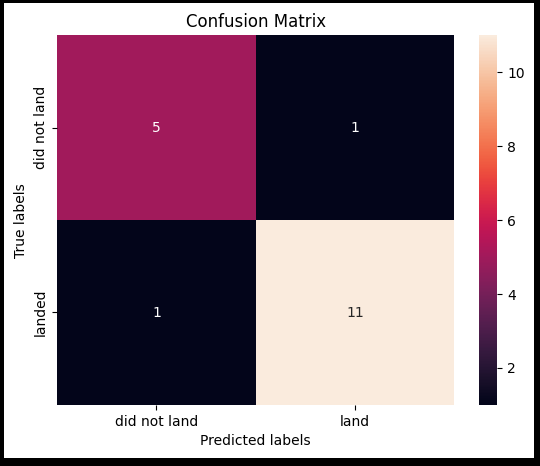 Confusion Matrix
True labels
did not land
landed
5
1
1
11
did not land
land
Predicted labels
10
8
6
4
2